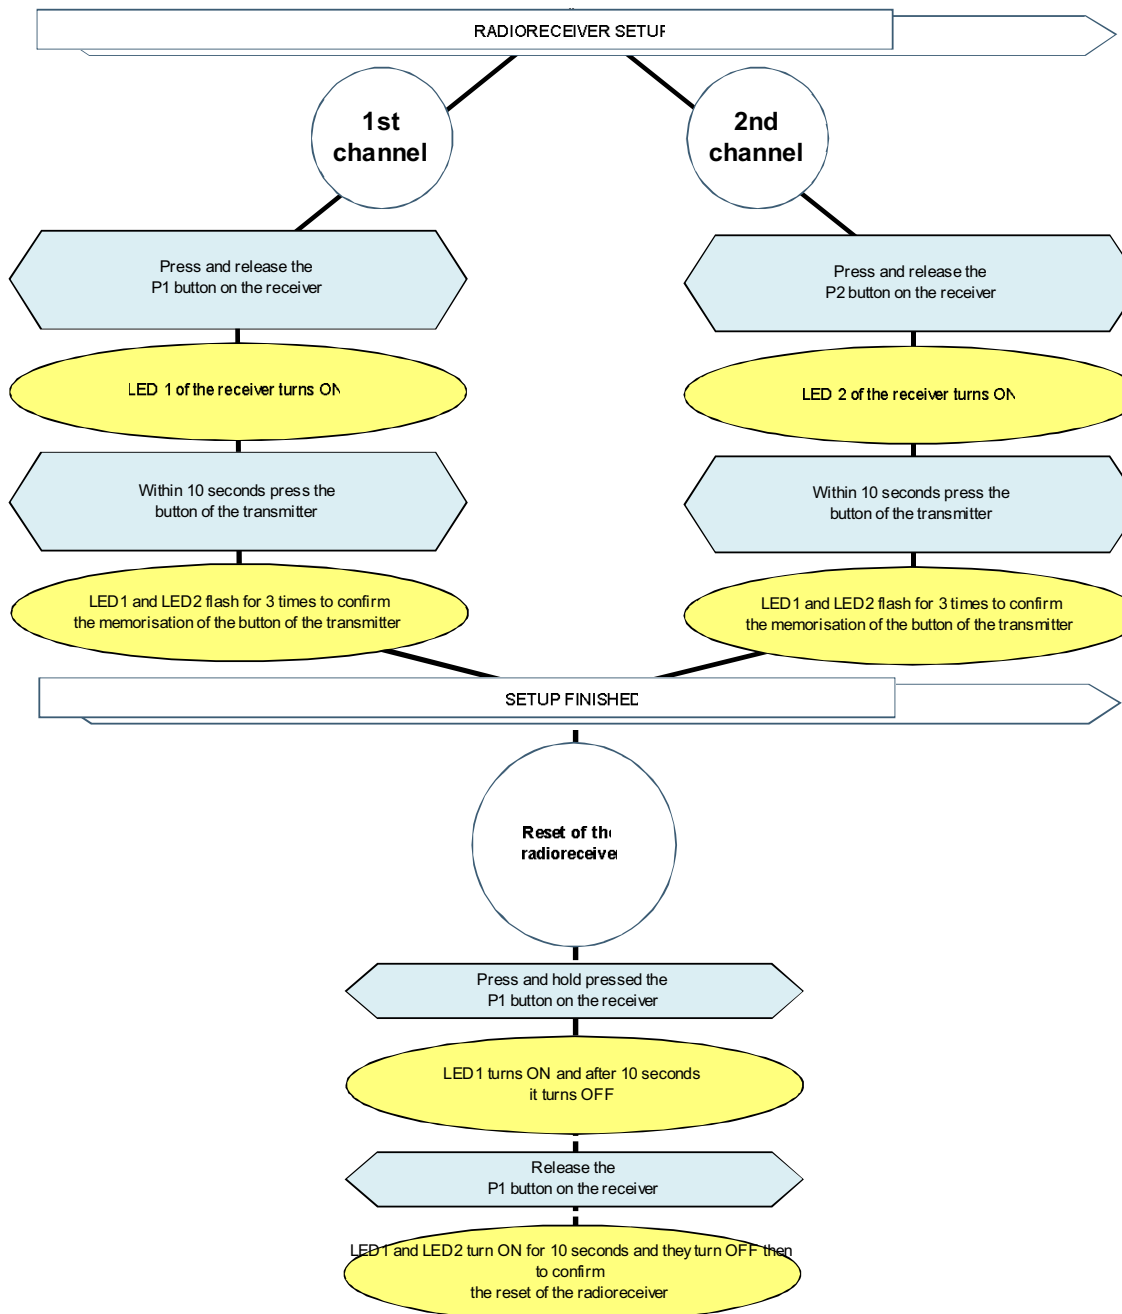 RADIORECEIVER SETUP
1st
channel
2nd
channel
Press and release the
P1 button on the receiver
LED 1 of the receiver turns ON
Within 10 seconds press the
button of the transmitter
LED1 and LED2 flash for 3 times to confirm
the memorisation of the button of the transmitter
Press and release the
P2 button on the receiver
LED 2 of the receiver turns ON
Within 10 seconds press the
button of the transmitter
LED1 and LED2 flash for 3 times to confirm
the memorisation of the button of the transmitter
SETUP FINISHED
Reset of the
radioreceiver
Press and hold pressed the
P1 button on the receiver
LED1 turns ON and after 10 seconds
it turns OFF
Release the
P1 button on the receiver
LED1 and LED2 turn ON for 10 seconds and they turn OFF then
to confirm
the reset of the radioreceiver